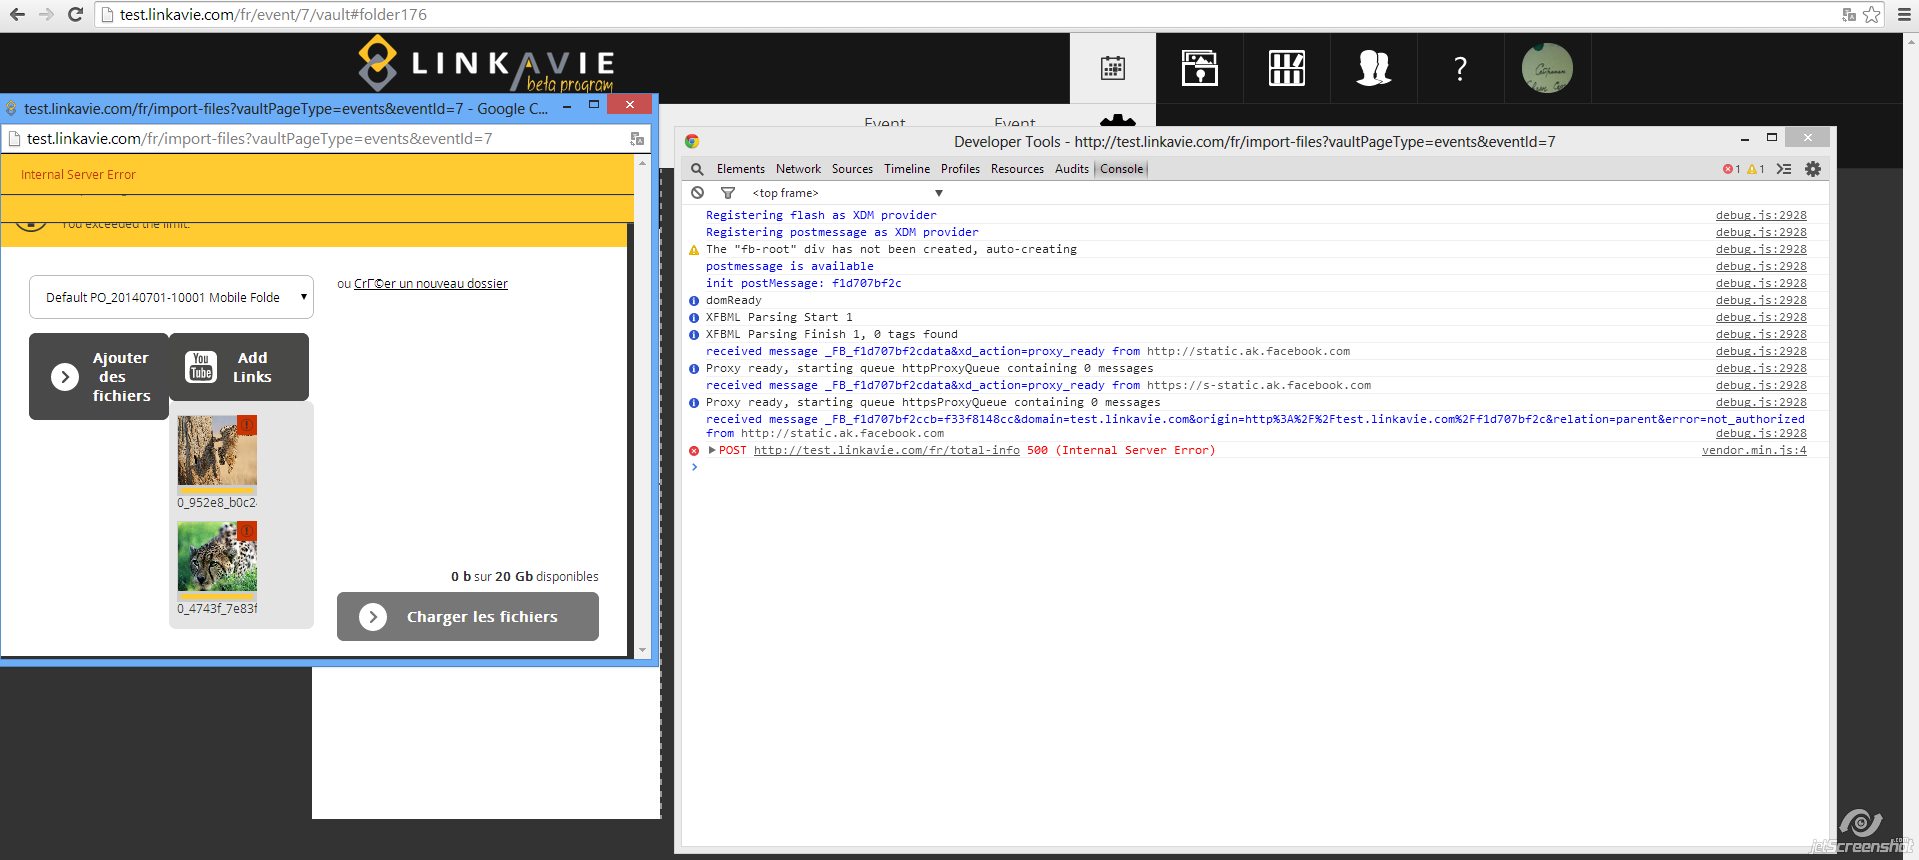 test.linkavie.com/fr/event/7/vault#folder176
LINKAVIE
beta program
?
Event
Event
test.linkavie.com/fr/import-files?vaultPageType=events&eventId=7 - Google C...
test.linkavie.com/fr/import-files?vaultPageType=events&eventId=7
Internal Server Error
You exceeded the limit.
Default PO_20140701-10001 Mobile Folde
ou CrГ©er un nouveau dossier
Ajouter
des
fichiers
You
Tube
Add
Links
0_952e8_b0c2
0_4743f_7e83f
0 b sur 20 Gb disponibles
Charger les fichiers
Developer Tools - http://test.linkavie.com/fr/import-files?vaultPageType=events&eventId=7
Elements Network Sources Timeline Profiles Resources Audits Console 1 1
<top frame>
Registering flash as XDM provider debug.js:2928
Registering postmessage as XDM provider debug.js:2928
The "fb-root" div has not been created, auto-creating debug.js:2928
postmessage is available debug.js:2928
init postMessage: f1d707bf2c debug.js:2928
domReady debug.js:2928
XFBML Parsing Start 1 debug.js:2928
XFBML Parsing Finish 1, 0 tags found debug.js:2928
received message _FB_f1d707bf2cdata&xd_action=proxy_ready from http://static.ak.facebook.com debug.js:2928
Proxy ready, starting queue httpProxyQueue containing 0 messages debug.js:2928
received message _FB_f1d707bf2cdata&xd_action=proxy_ready from https://s-static.ak.facebook.com debug.js:2928
Proxy ready, starting queue httpsProxyQueue containing 0 messages debug.js:2928
received message _FB_f1d707bf2ccb=f33f8148cc&domain=test.linkavie.com&origin=http%3A%2F%2Ftest.linkavie.com%2Ff1d707bf2c&relation=parent&error=not_authorized
from http://static.ak.facebook.com debug.js:2928
POST http://test.linkavie.com/fr/total-info 500 (Internal Server Error) vendor.min.js:4
jetScreenshot
.com